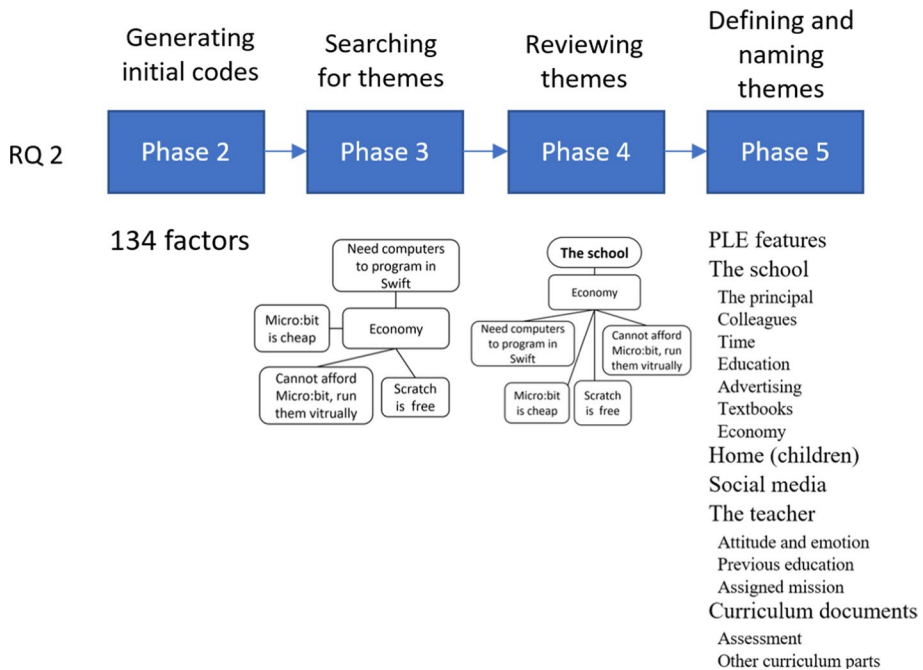 Generating
initial codes
Searching
for themes
Reviewing
themes
Defining and
naming
themes
RQ 2
Phase 2
Phase 3
Phase 4
Phase 5
134 factors
Need computers
to program in
Swift
Micro:bit
is cheap
Economy
Cannot afford
Micro:bit, run
them vitrually
Scratch
is free
The school
Economy
Need computers
to program in
Swift
Cannot afford
Micro:bit, run
them vitrually
Micro:bit
is cheap
Scratch
is free
PLE features
The school
The principal
Colleagues
Time
Education
Advertising
Textbooks
Economy
Home (children)
Social media
The teacher
Attitude and emotion
Previous education
Assigned mission
Curriculum documents
Assessment
Other curriculum parts